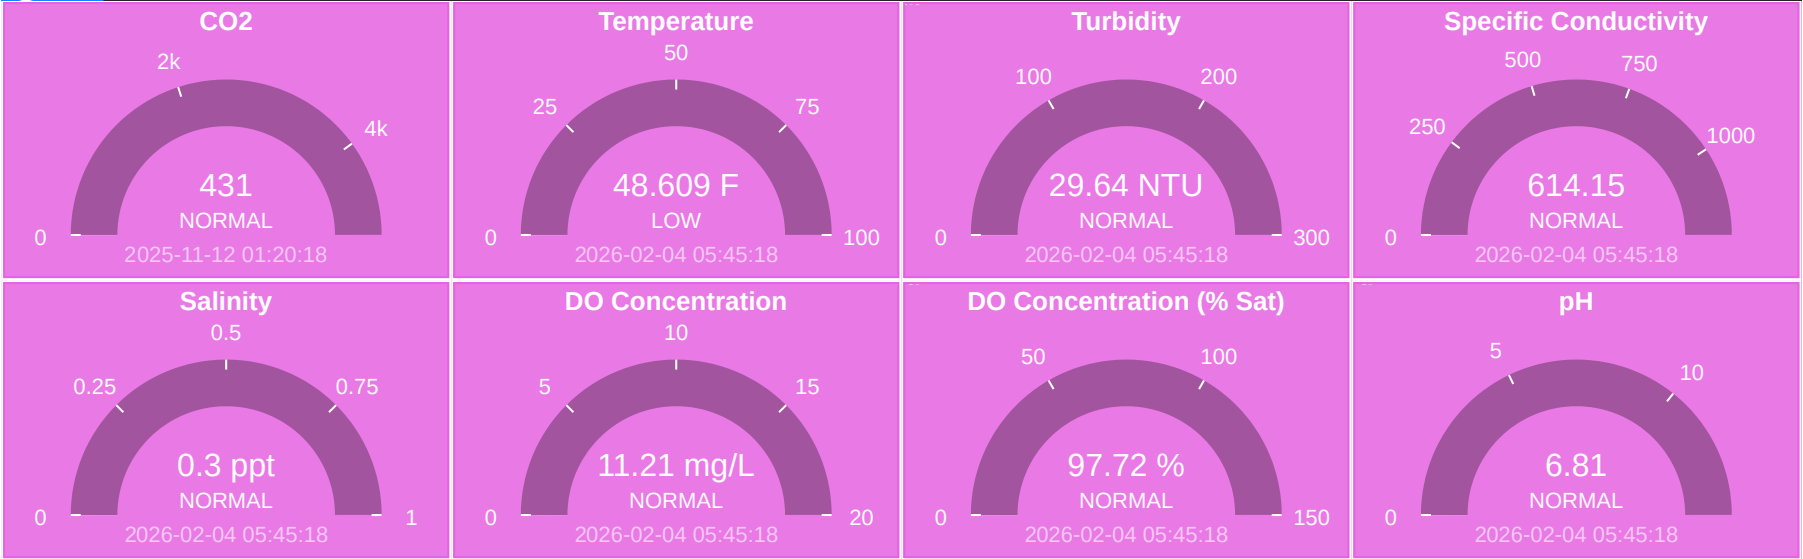 CO2
2k
4k
0
431
NORMAL
2025-11-12 01:20:18
Temperature
50
25
75
0
100
48.609 F
LOW
2026-02-04 05:45:18
Turbidity
100
200
0
300
29.64 NTU
NORMAL
2026-02-04 05:45:18
Specific Conductivity
500
750
250
1000
0
614.15
NORMAL
2026-02-04 05:45:18
Salinity
0.5
0.25
0.75
0
1
0.3 ppt
NORMAL
2026-02-04 05:45:18
DO Concentration
10
5
15
0
20
11.21 mg/L
NORMAL
2026-02-04 05:45:18
DO Concentration (% Sat)
50
100
0
150
97.72 %
NORMAL
2026-02-04 05:45:18
pH
5
10
0
6.81
NORMAL
2026-02-04 05:45:18